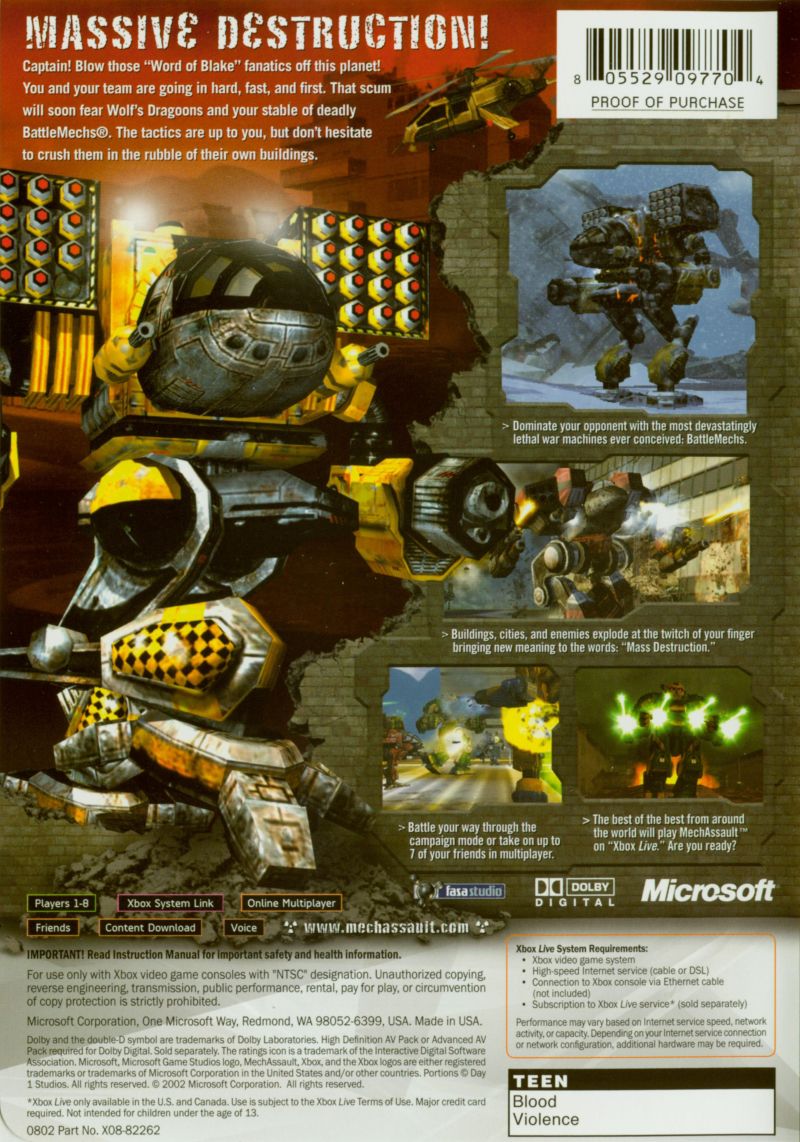 MASSIVE DESTRUCTION!
Captain! Blow those “Word of Blake” fanatics off this planet!
You and your team are going in hard, fast, and first. That scum
will soon fear Wolf’s Dragoons and your stable of deadly
BattleMechs®. The tactics are up to you, but don’t hesitate
to crush them in the rubble of their own buildings.
8 05529 09770 4
PROOF OF PURCHASE
> Dominate your opponent with the most devastatingly
lethal war machines ever conceived: BattleMechs.
> Buildings, cities, and enemies explode at the twitch of your finger
bringing new meaning to the words: “Mass Destruction.”
> Battle your way through the
campaign mode or take on up to
7 of your friends in multiplayer.
> The best of the best from around
the world will play MechAssault™
on “Xbox Live.” Are you ready?
fasastudio
DOLBY
DIGITAL
Microsoft
Players 1-8
Xbox System Link
Online Multiplayer
Friends
Content Download
Voice
www.mechassault.com
IMPORTANT! Read Instruction Manual for important safety and health information.
For use only with Xbox video game consoles with "NTSC" designation. Unauthorized copying,
reverse engineering, transmission, public performance, rental, pay for play, or circumvention
of copy protection is strictly prohibited.
Microsoft Corporation, One Microsoft Way, Redmond, WA 98052-6399, USA. Made in USA.
Dolby and the double-D symbol are trademarks of Dolby Laboratories. High Definition AV Pack or Advanced AV
Pack required for Dolby Digital. Sold separately. The ratings icon is a trademark of the Interactive Digital Software
Association. Microsoft, Microsoft Game Studios logo, MechAssault, Xbox, and the Xbox logos are either registered
trademarks or trademarks of Microsoft Corporation in the United States and/or other countries. Portions © Day
1 Studios. All rights reserved. © 2002 Microsoft Corporation. All rights reserved.
*Xbox Live only available in the U.S. and Canada. Use is subject to the Xbox Live Terms of Use. Major credit card
required. Not intended for children under the age of 13.
0802 Part No. X08-82262
Xbox Live System Requirements:
• Xbox video game system
• High-speed Internet service (cable or DSL)
• Connection to Xbox console via Ethernet cable
(not included)
• Subscription to Xbox Live service* (sold separately)
Performance may vary based on Internet service speed, network
activity, or capacity. Depending on your Internet service connection
or network configuration, additional hardware may be required.
TEEN
Blood
Violence